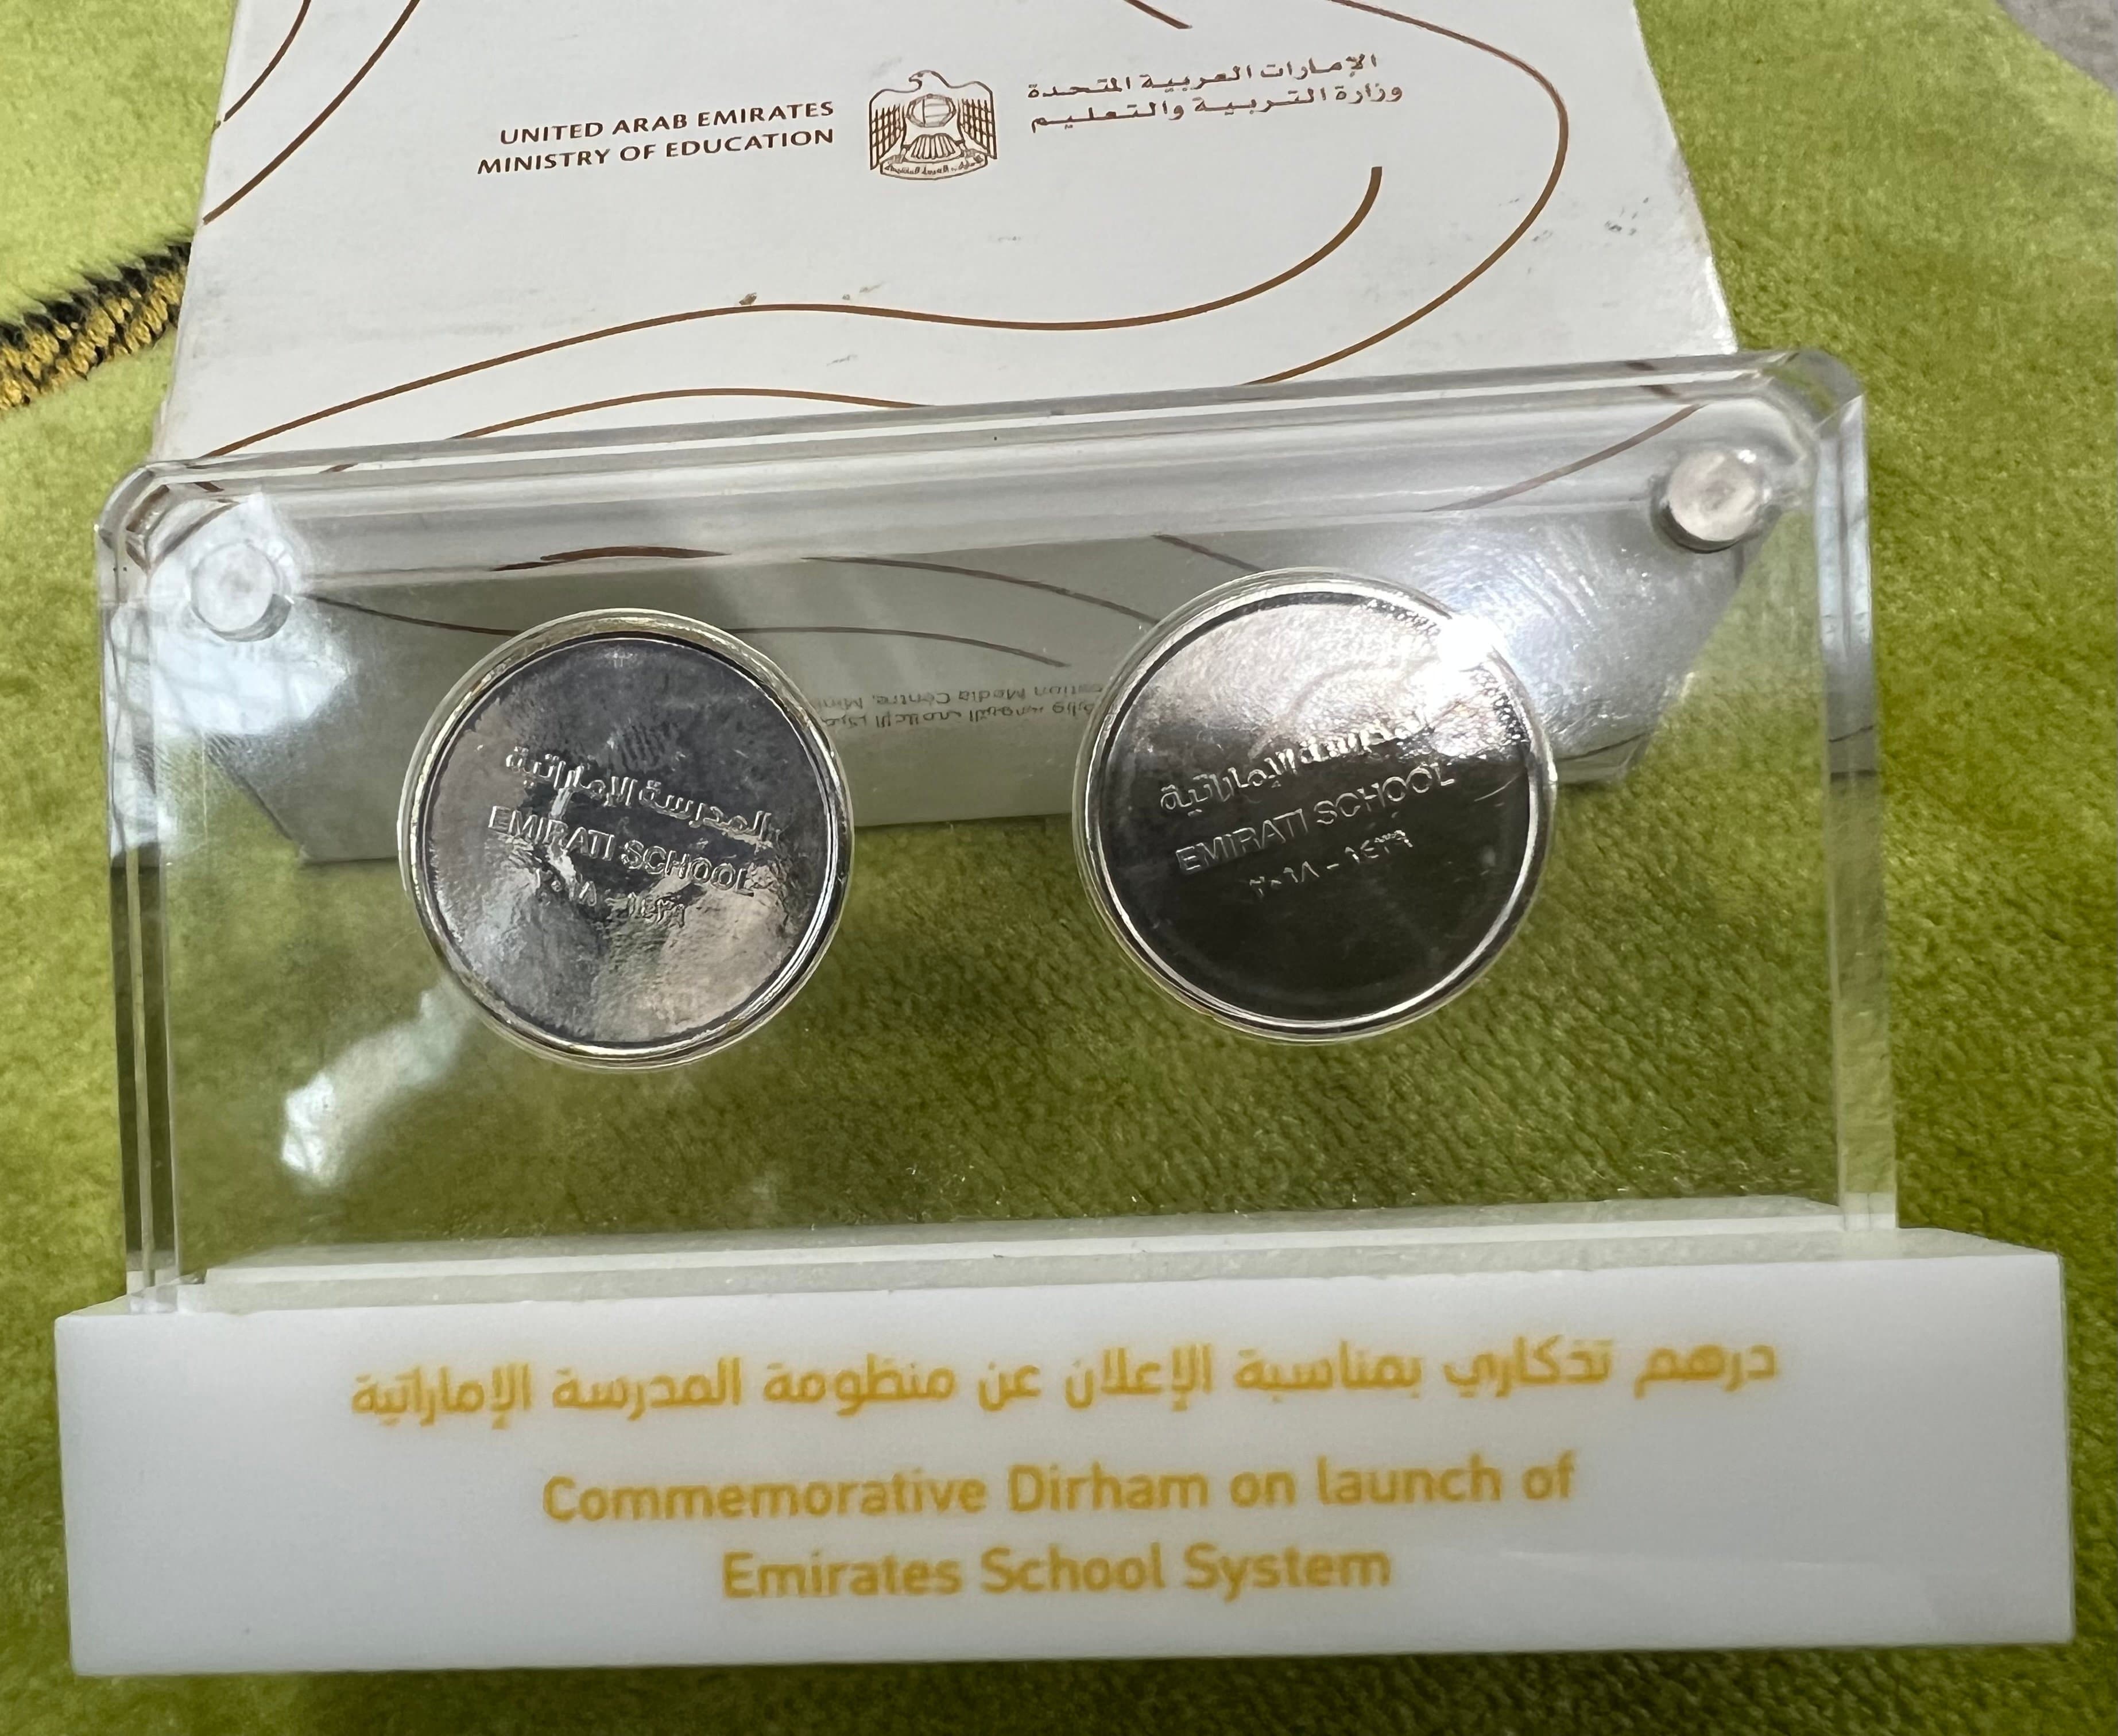 UNITED ARAB EMIRATES
MINISTRY OF EDUCATION
الإمارات العربية المتحدة
وزارة التربية والتعليم
المدرسة الإماراتية
EMIRATI SCHOOL
٢٠١٨ - ١٤٣٩
المدرسة الإماراتية
EMIRATI SCHOOL
٢٠١٨ - ١٤٣٩
درهم تذكاري بمناسبة الإعلان عن منظومة المدرسة الإماراتية
Commemorative Dirham on launch of
Emirates School System